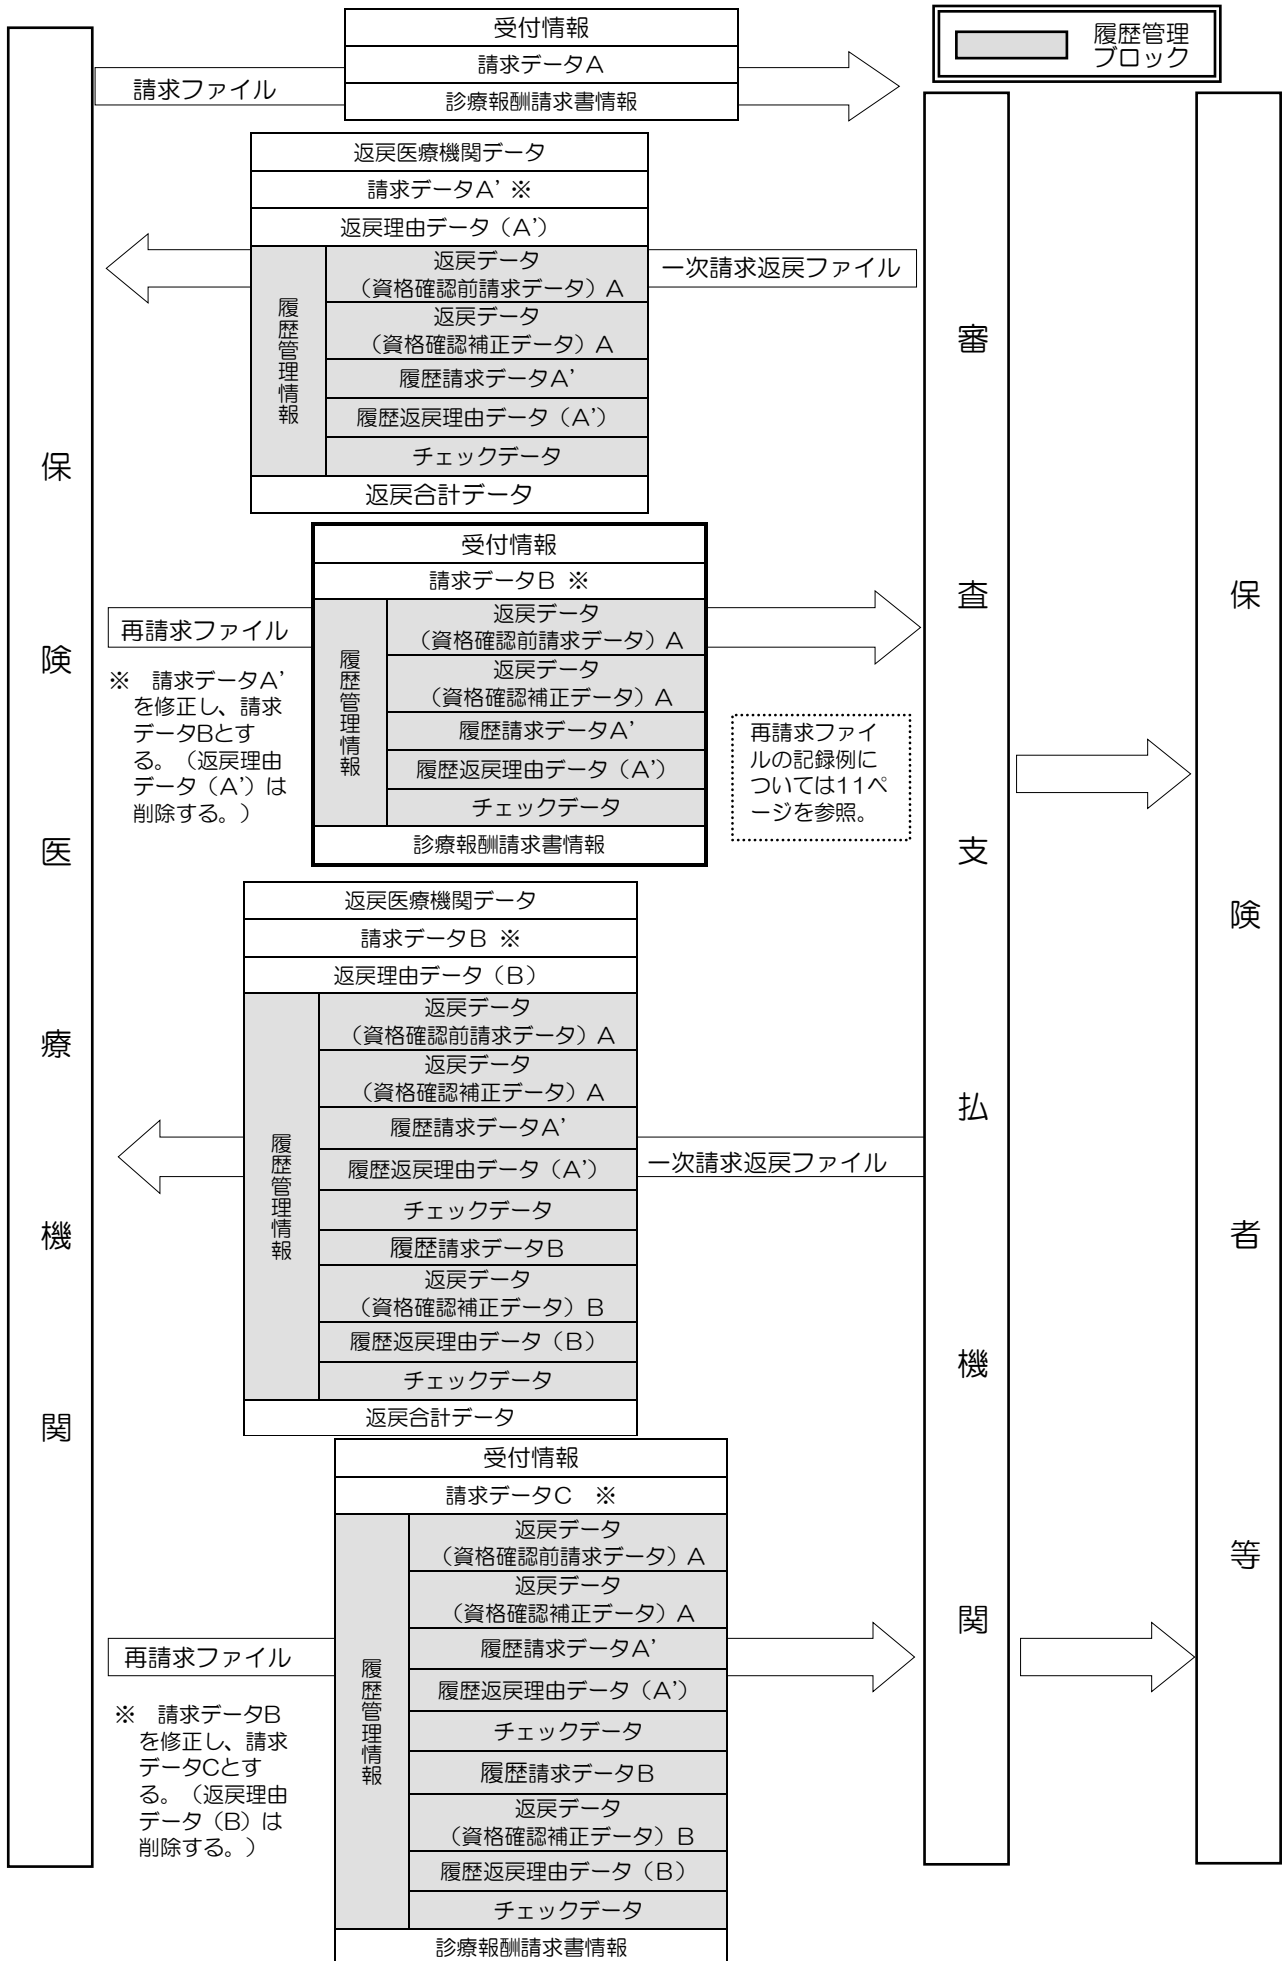 履歴管理
ブロック
受付情報
請求データA
診療報酬請求書情報
請求ファイル
返戻医療機関データ
請求データA’ ※
返戻理由データ（A’）
履歴管理情報
返戻データ
（資格確認前請求データ）A
返戻データ
（資格確認補正データ）A
履歴請求データA’
履歴返戻理由データ（A’）
チェックデータ
返戻合計データ
一次請求返戻ファイル
受付情報
請求データB ※
履歴管理情報
返戻データ
（資格確認前請求データ）A
返戻データ
（資格確認補正データ）A
履歴請求データA’
履歴返戻理由データ（A’）
チェックデータ
診療報酬請求書情報
再請求ファイル
※　請求データA’
を修正し、請求
データBとす
る。（返戻理由
データ（A’）は
削除する。）
再請求ファイ
ルの記録例に
ついては11ペ
ージを参照。
返戻医療機関データ
請求データB ※
返戻理由データ（B）
履歴管理情報
返戻データ
（資格確認前請求データ）A
返戻データ
（資格確認補正データ）A
履歴請求データA’
履歴返戻理由データ（A’）
チェックデータ
履歴請求データB
返戻データ
（資格確認補正データ）B
履歴返戻理由データ（B）
チェックデータ
返戻合計データ
一次請求返戻ファイル
受付情報
請求データC　※
履歴管理情報
返戻データ
（資格確認前請求データ）A
返戻データ
（資格確認補正データ）A
履歴請求データA’
履歴返戻理由データ（A’）
チェックデータ
履歴請求データB
返戻データ
（資格確認補正データ）B
履歴返戻理由データ（B）
チェックデータ
診療報酬請求書情報
再請求ファイル
※　請求データB
を修正し、請求
データCとす
る。（返戻理由
データ（B）は
削除する。）
保険医療機関
審査支払機関
保険者等